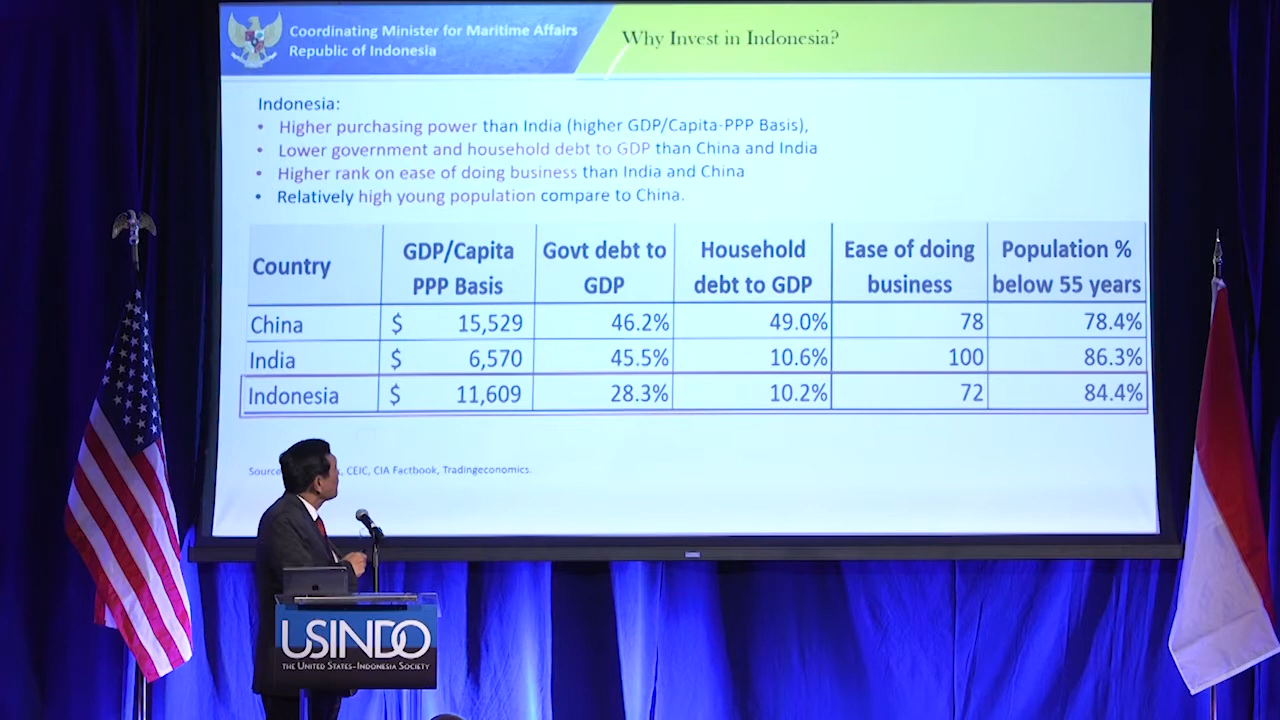 Coordinating Minister for Maritime Affairs
Republic of Indonesia
Why Invest in Indonesia?
Indonesia:
• Higher purchasing power than India (higher GDP/Capita-PPP Basis),
• Lower government and household debt to GDP than China and India
• Higher rank on ease of doing business than India and China
• Relatively high young population compare to China.
Country GDP/Capita PPP Basis Govt debt to GDP Household debt to GDP Ease of doing business Population % below 55 years
China $ 15,529 46.2% 49.0% 78 78.4%
India $ 6,570 45.5% 10.6% 100 86.3%
Indonesia $ 11,609 28.3% 10.2% 72 84.4%
Source CEIC, CIA Factbook, Tradingeconomics.
USINDO
THE UNITED STATES-INDONESIA SOCIETY